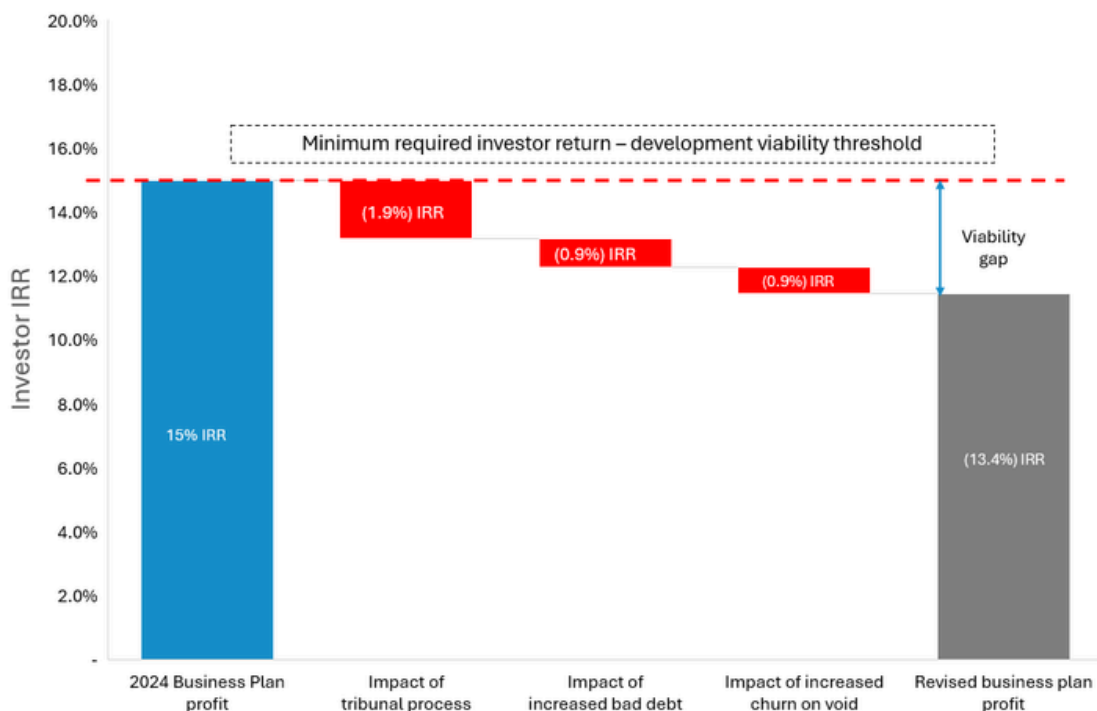 20.0%
18.0%
Minimum required investor return – development viability threshold
16.0%
14.0%
(1.9%) IRR
Viability
gap
(0.9%) IRR
12.0%
(0.9%) IRR
Investor IRR
10.0%
8.0%
15% IRR
(13.4%) IRR
6.0%
4.0%
2.0%
-
2024 Business Plan
profit
Impact of
tribunal process
Impact of
increased bad debt
Impact of increased
churn on void
Revised business plan
profit